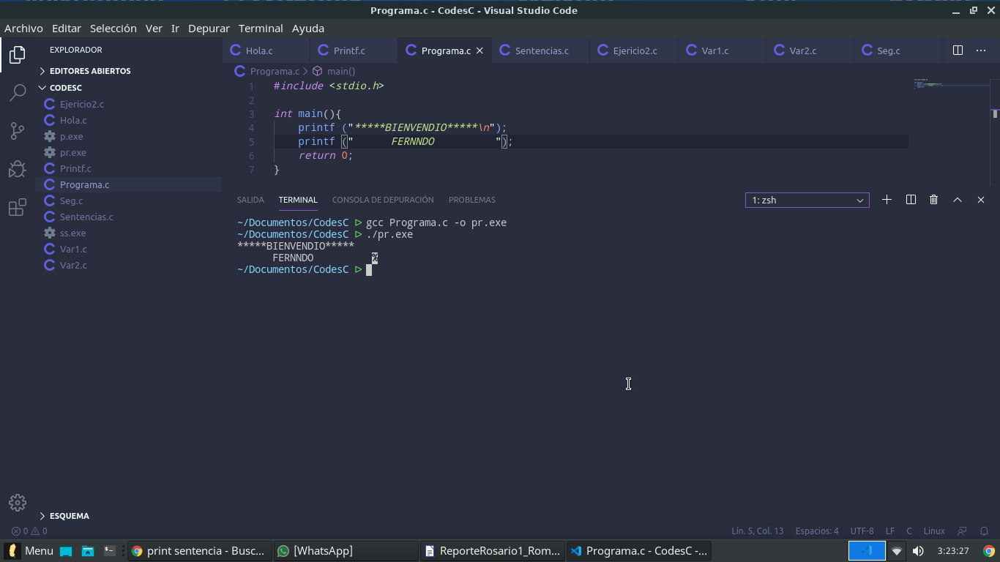 Programa.c - CodesC - Visual Studio Code
Archivo Editar Selección Ver Ir Depurar Terminal Ayuda
EXPLORADOR
EDITORES ABIERTOS
CODESC
Ejericio2.c
Hola.c
p.exe
pr.exe
Printf.c
Programa.c
Seg.c
Sentencias.c
ss.exe
Var1.c
Var2.c
ESQUEMA
Hola.c Printf.c Programa.c Sentencias.c Ejericio2.c Var1.c Var2.c Seg.c
Programa.c > main()
1 #include <stdio.h>
2
3 int main(){
4 printf ("*****BIENVENDIO*****\n");
5 printf ("      FERNNDO          ");
6 return 0;
7 }
SALIDA TERMINAL CONSOLA DE DEPURACIÓN PROBLEMAS 1: zsh
~/Documentos/CodesC ▷ gcc Programa.c -o pr.exe
~/Documentos/CodesC ▷ ./pr.exe
*****BIENVENDIO*****
      FERNNDO          %
~/Documentos/CodesC ▷
0 0 Lín. 5, Col. 13 Espacios: 4 UTF-8 LF C Linux
Menu print sentencia - Busc... [WhatsApp] ReporteRosario1_Rom... Programa.c - CodesC -... 3:23:27